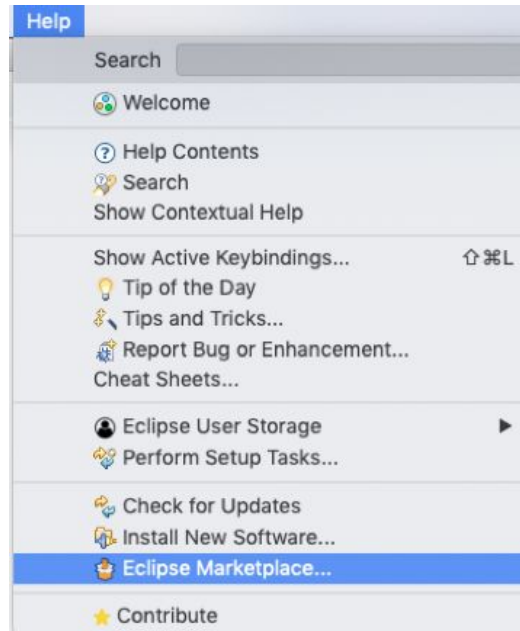 Help
Search
Welcome
Help Contents
Search
Show Contextual Help
Show Active Keybindings... ⇧⌘L
Tip of the Day
Tips and Tricks...
Report Bug or Enhancement...
Cheat Sheets...
Eclipse User Storage
Perform Setup Tasks...
Check for Updates
Install New Software...
Eclipse Marketplace...
Contribute